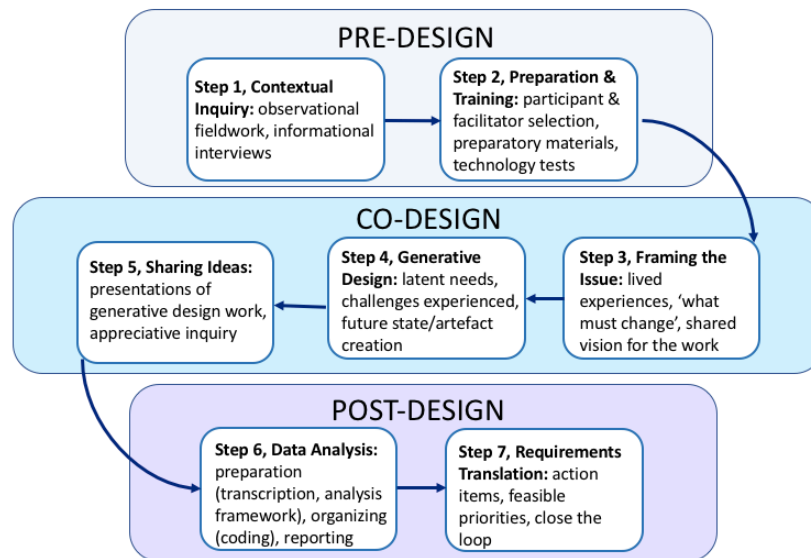 PRE-DESIGN
Step 1, Contextual
Inquiry: observational
fieldwork, informational
interviews
Step 2, Preparation &
Training: participant &
facilitator selection,
preparatory materials,
technology tests
CO-DESIGN
Step 3, Framing the
Issue: lived
experiences, ‘what
must change’, shared
vision for the work
Step 4, Generative
Design: latent needs,
challenges experienced,
future state/artefact
creation
Step 5, Sharing Ideas:
presentations of
generative design work,
appreciative inquiry
POST-DESIGN
Step 6, Data Analysis:
preparation
(transcription, analysis
framework), organizing
(coding), reporting
Step 7, Requirements
Translation: action
items, feasible
priorities, close the
loop